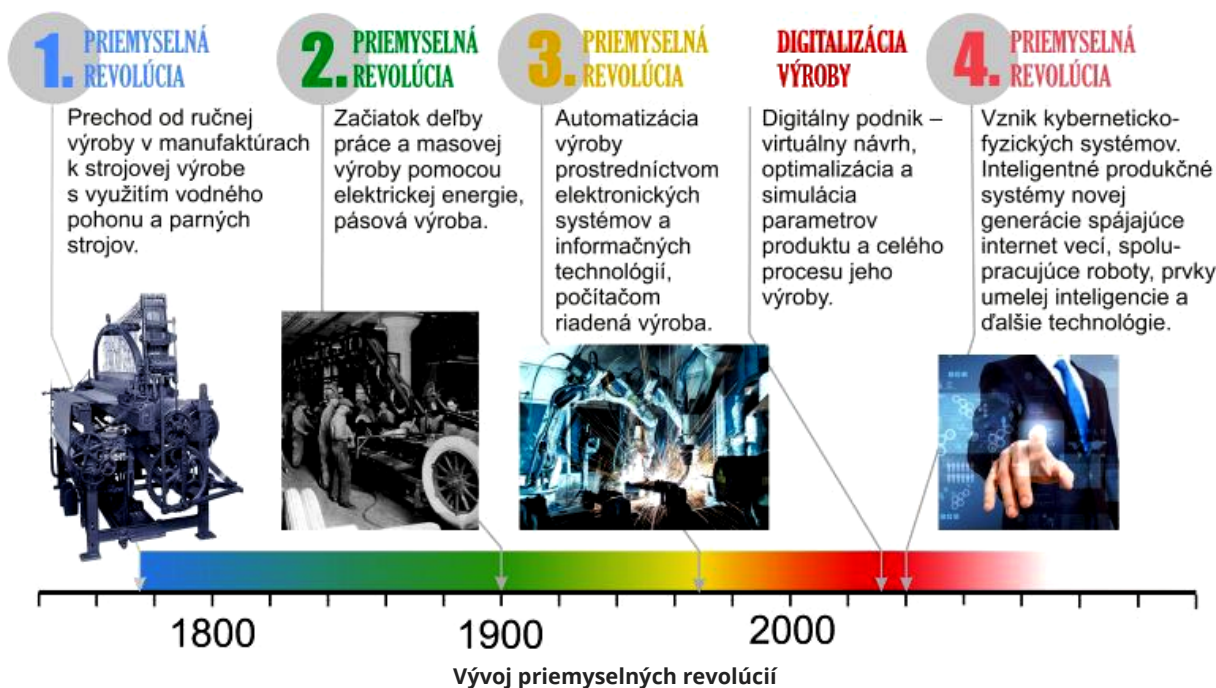 1. PRIEMYSELNÁ
REVOLÚCIA
Prechod od ručnej
výroby v manufaktúrach
k strojovej výrobe
s využitím vodného
pohonu a parných
strojov.
2. PRIEMYSELNÁ
REVOLÚCIA
Začiatok deľby
práce a masovej
výroby pomocou
elektrickej energie,
pásová výroba.
3. PRIEMYSELNÁ
REVOLÚCIA
Automatizácia
výroby
prostredníctvom
elektronických
systémov a
informačných
technológií,
počítačom
riadená výroba.
DIGITALIZÁCIA
VÝROBY
Digitálny podnik –
virtuálny návrh,
optimalizácia a
simulácia
parametrov
produktu a celého
procesu jeho
výroby.
4. PRIEMYSELNÁ
REVOLÚCIA
Vznik kyberneticko-
fyzických systémov.
Inteligentné produkčné
systémy novej
generácie spájajúce
internet vecí, spolu-
pracujúce roboty, prvky
umelej inteligencie a
ďalšie technológie.
1800
1900
2000
Vývoj priemyselných revolúcií